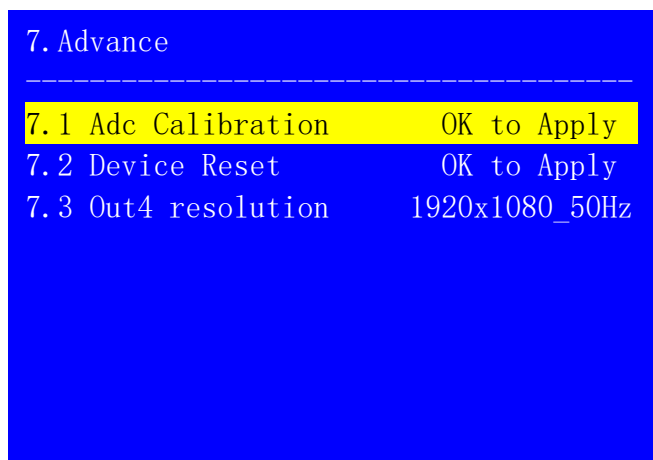 7.Advance
7.1 Adc Calibration OK to Apply
7.2 Device Reset OK to Apply
7.3 Out4 resolution 1920x1080_50Hz